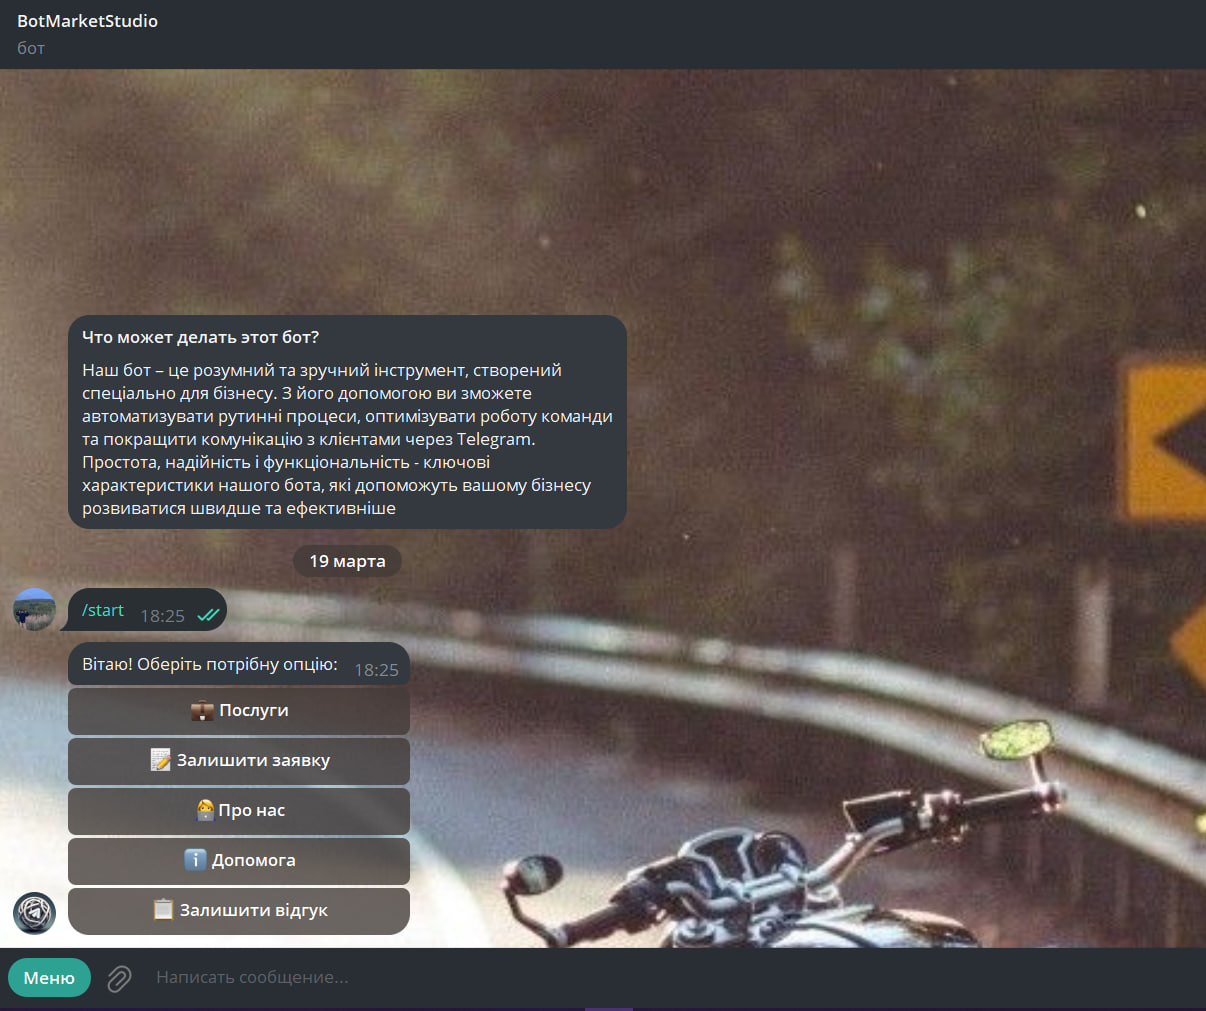 BotMarketStudio
бот
Что может делать этот бот?
Наш бот – це розумний та зручний інструмент, створений
спеціально для бізнесу. З його допомогою ви зможете
автоматизувати рутинні процеси, оптимізувати роботу команди
та покращити комунікацію з клієнтами через Telegram.
Простота, надійність і функціональність - ключові
характеристики нашого бота, які допоможуть вашому бізнесу
розвиватися швидше та ефективніше
19 марта
/start 18:25
Вітаю! Оберіть потрібну опцію: 18:25
💼 Послуги
📝 Залишити заявку
🙋Про нас
ℹ️ Допомога
📋 Залишити відгук
Меню Написать сообщение...